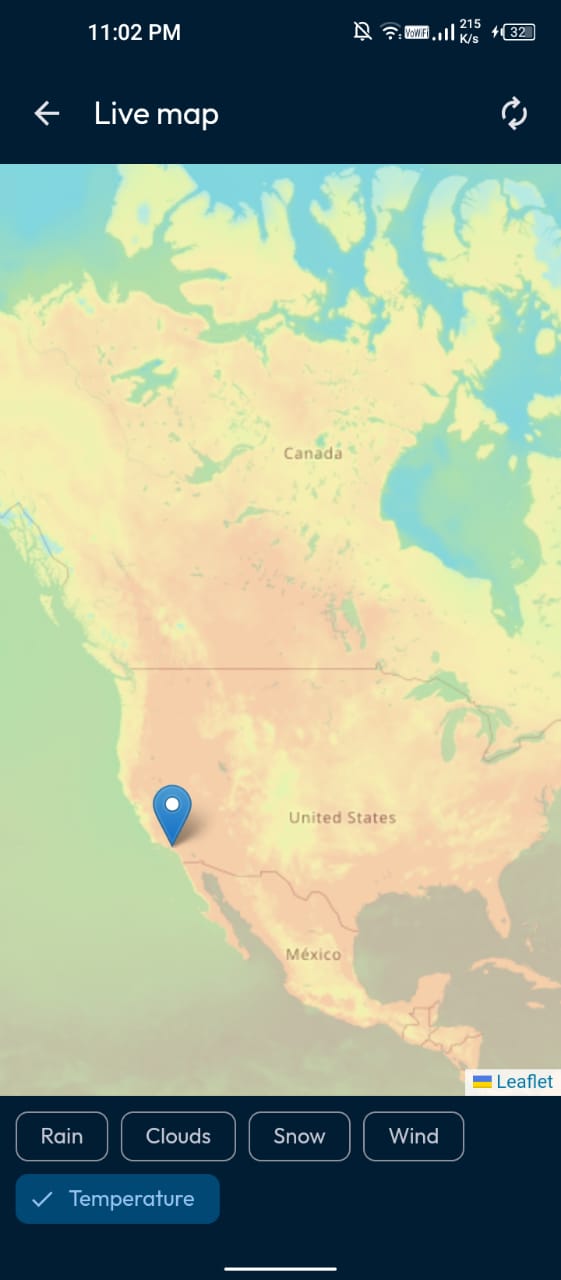 11:02 PM
VoWiFi
215
K/s
32
Live map
Canada
United States
México
Leaflet
Rain
Clouds
Snow
Wind
Temperature